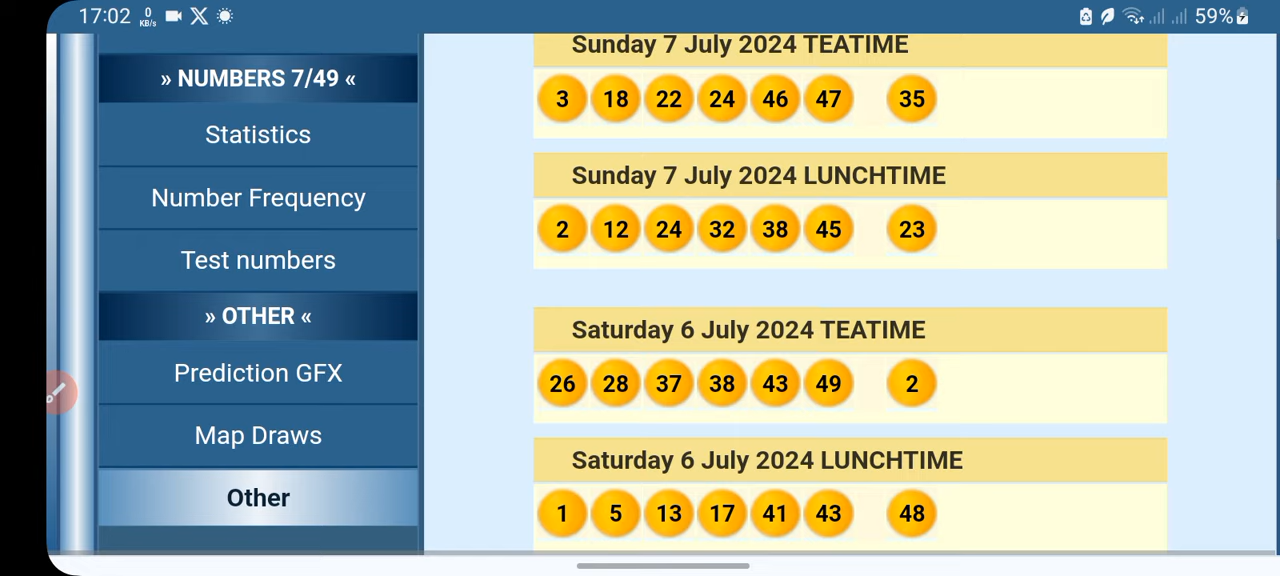 17:02 0 KB/s X 59%
» NUMBERS 7/49 «
Statistics
Number Frequency
Test numbers
» OTHER «
Prediction GFX
Map Draws
Other
Sunday 7 July 2024 TEATIME
3 18 22 24 46 47 35
Sunday 7 July 2024 LUNCHTIME
2 12 24 32 38 45 23
Saturday 6 July 2024 TEATIME
26 28 37 38 43 49 2
Saturday 6 July 2024 LUNCHTIME
1 5 13 17 41 43 48